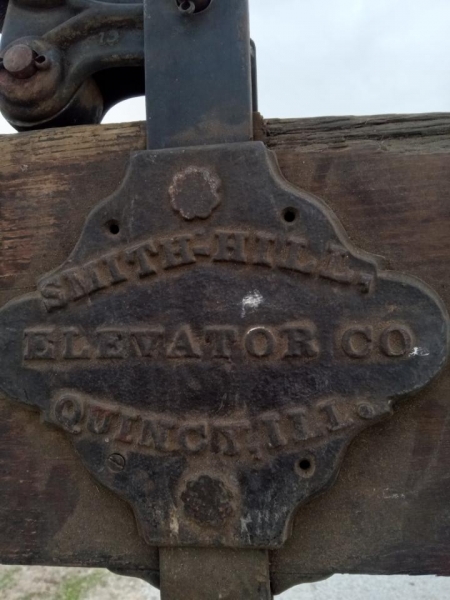 SMITH-HILL,
ELEVATOR CO
QUINCY, ILL.